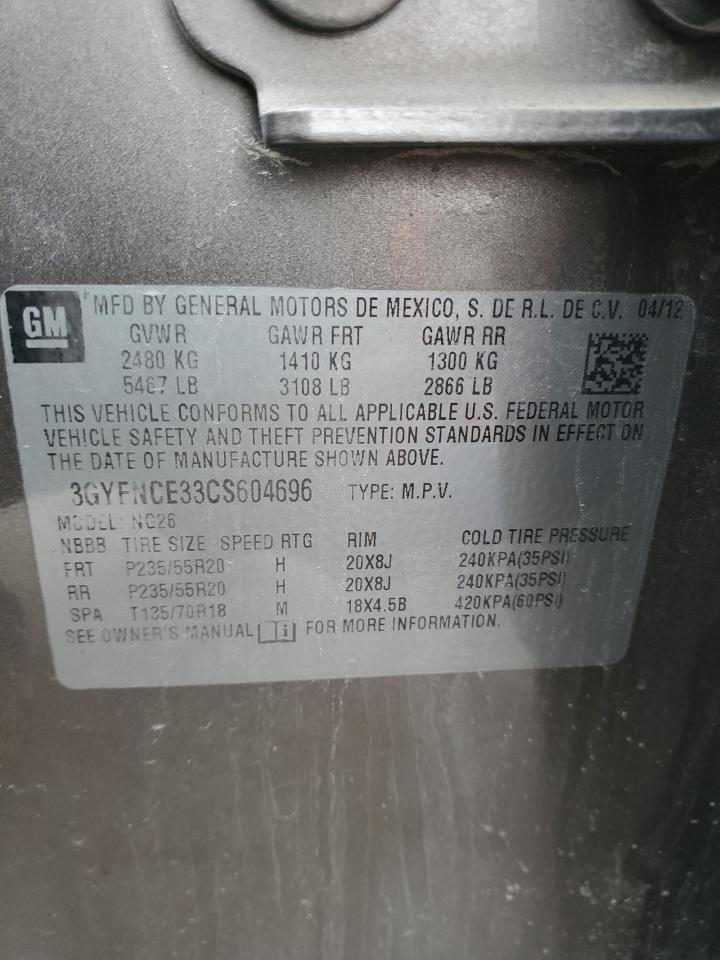 GM
MFD BY GENERAL MOTORS DE MEXICO, S. DE R.L. DE C.V. 04/12
GVWR GAWR FRT GAWR RR
2480 KG 1410 KG 1300 KG
5467 LB 3108 LB 2866 LB
THIS VEHICLE CONFORMS TO ALL APPLICABLE U.S. FEDERAL MOTOR
VEHICLE SAFETY AND THEFT PREVENTION STANDARDS IN EFFECT ON
THE DATE OF MANUFACTURE SHOWN ABOVE.
3GYFNCE33CS604696 TYPE: M.P.V.
MODEL: NG26
NBBB TIRE SIZE SPEED RTG RIM COLD TIRE PRESSURE
FRT P235/55R20 H 20X8J 240KPA(35PSI)
RR P235/55R20 H 20X8J 240KPA(35PSI)
SPA T135/70R18 M 18X4.5B 420KPA(60PSI)
SEE OWNER'S MANUAL i FOR MORE INFORMATION.